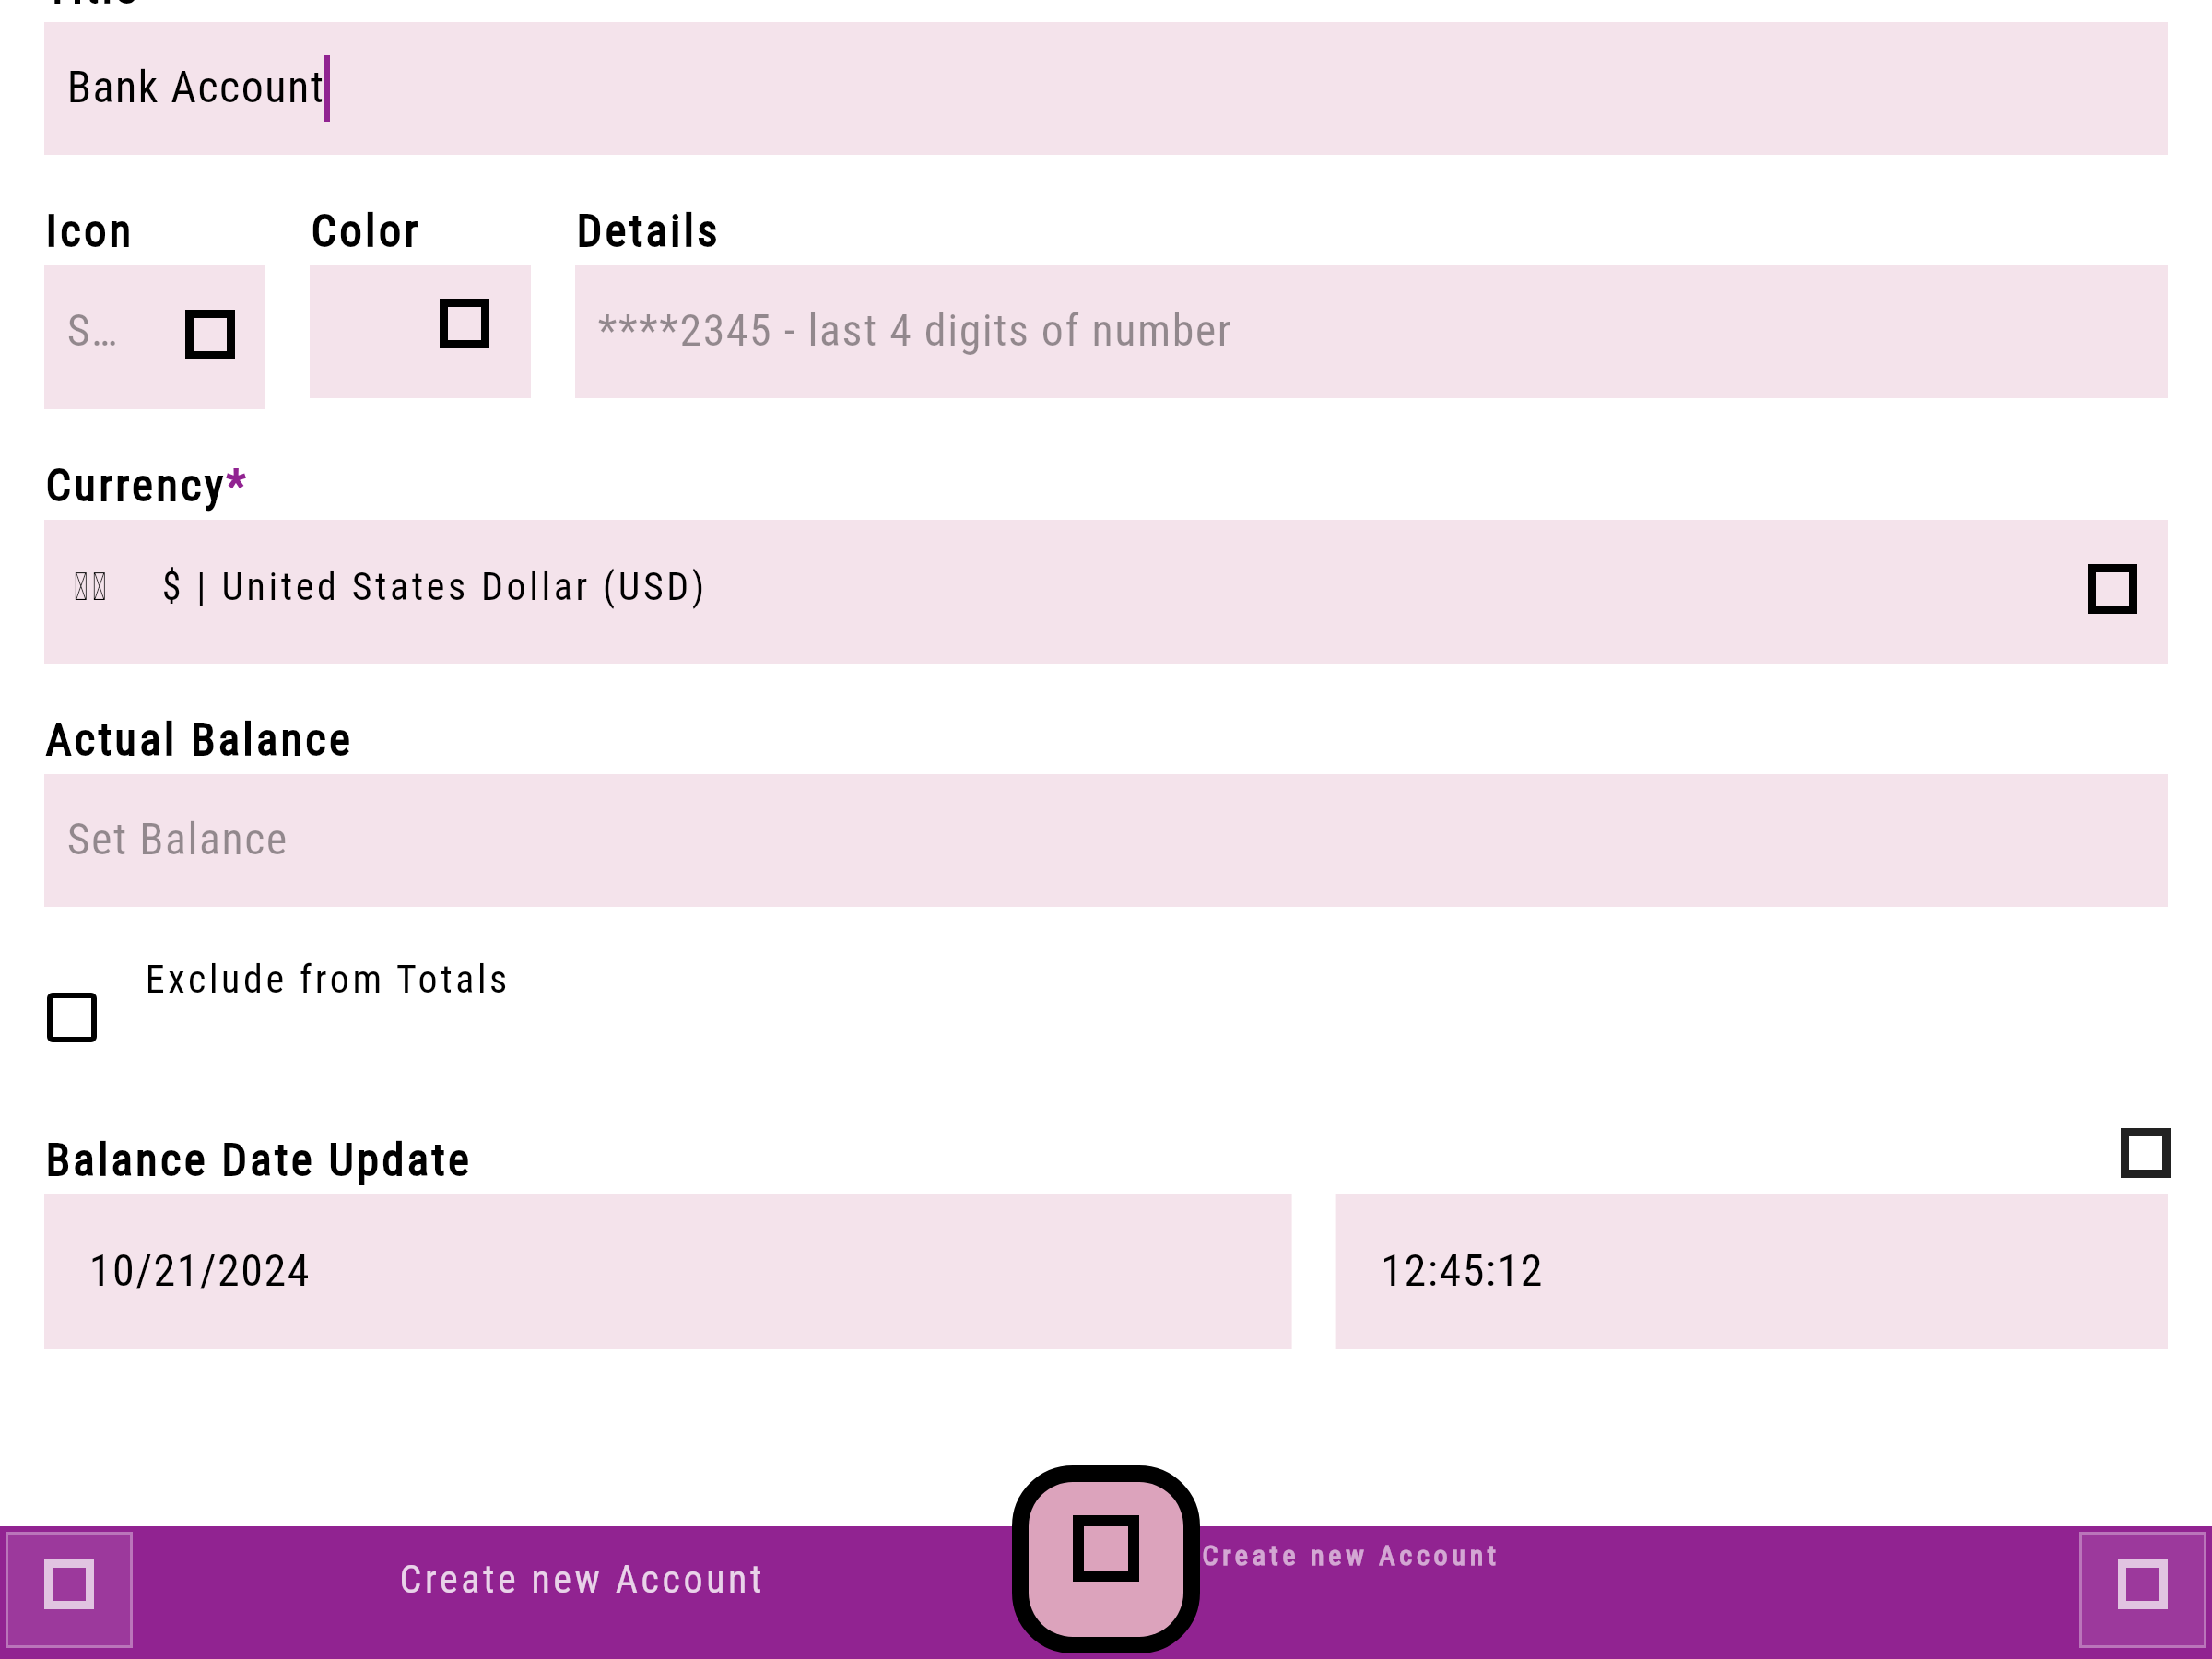 Bank Account
Icon
Color
Details
S…
****2345 - last 4 digits of number
Currency*
$ | United States Dollar (USD)
Actual Balance
Set Balance
Exclude from Totals
Balance Date Update
10/21/2024
12:45:12
Create new Account
Create new Account